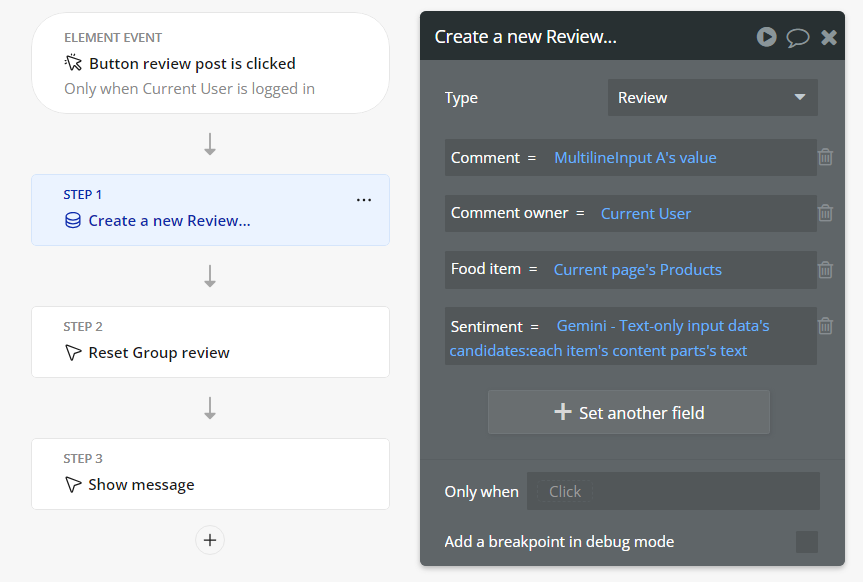 ELEMENT EVENT
Button review post is clicked
Only when Current User is logged in
STEP 1
Create a new Review...
STEP 2
Reset Group review
STEP 3
Show message
Create a new Review...
Type
Review
Comment = MultilineInput A's value
Comment owner = Current User
Food item = Current page's Products
Sentiment = Gemini - Text-only input data's
candidates:each item's content parts's text
Set another field
Only when Click
Add a breakpoint in debug mode